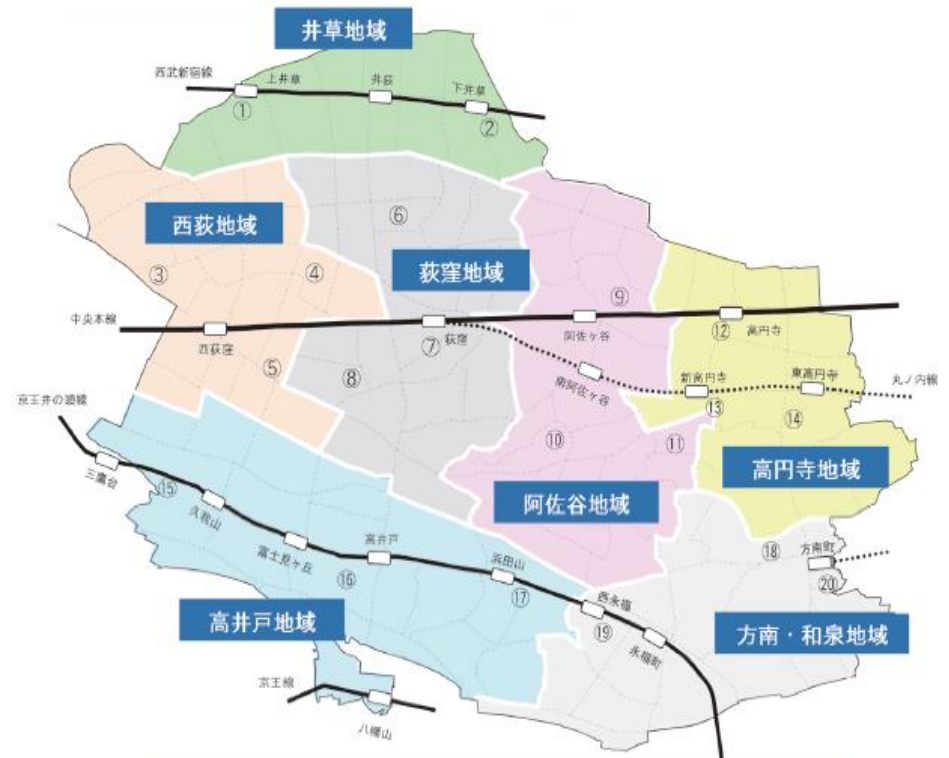 井草地域
西武新宿線
上井草
井荻
下井草
①
②
西荻地域
⑥
③
④
荻窪地域
⑨
中央本線
西荻窪
⑦
荻窪
阿佐ヶ谷
⑫
高円寺
⑤
⑧
南阿佐ヶ谷
新高円寺
東高円寺
丸ノ内線
⑬
⑭
京王井の頭線
三鷹台
⑩
⑪
高円寺地域
⑮
久我山
阿佐谷地域
富士見ヶ丘
高井戸
⑯
浜田山
⑰
⑱
方南町
⑳
西永福
⑲
永福町
高井戸地域
方南・和泉地域
京王線
八幡山